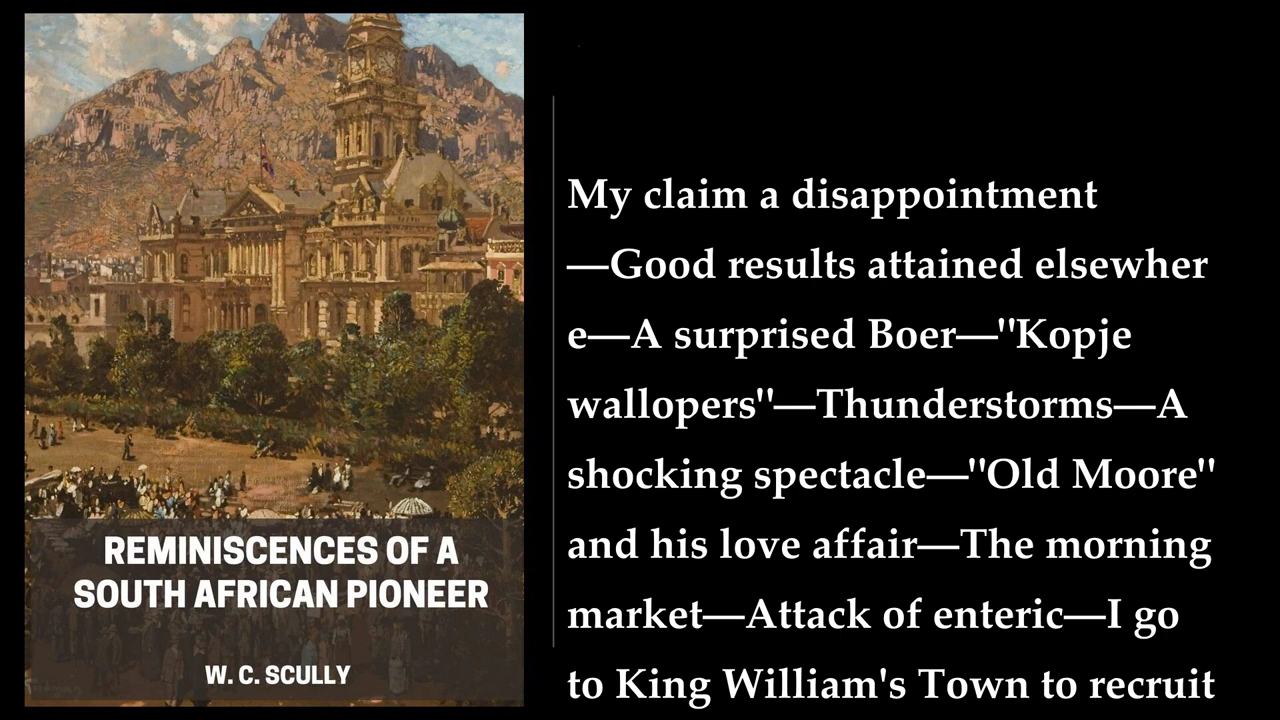 REMINISCENCES OF A
SOUTH AFRICAN PIONEER
W. C. SCULLY
My claim a disappointment
—Good results attained elsewher
e—A surprised Boer—"Kopje
wallopers"—Thunderstorms—A
shocking spectacle—"Old Moore"
and his love affair—The morning
market—Attack of enteric—I go
to King William's Town to recruit